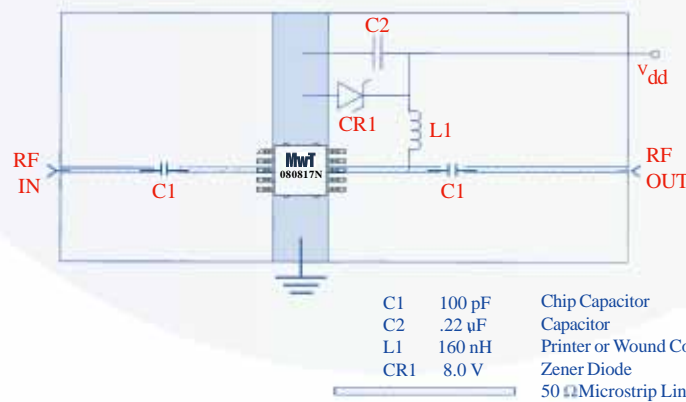 C2
Vdd
CR1
L1
RF
IN
C1
MwT
080817N
C1
RF
OUT
C1 100 pF Chip Capacitor
C2 .22 µF Capacitor
L1 160 nH Printer or Wound Co
CR1 8.0 V Zener Diode
50 Ω Microstrip Lin